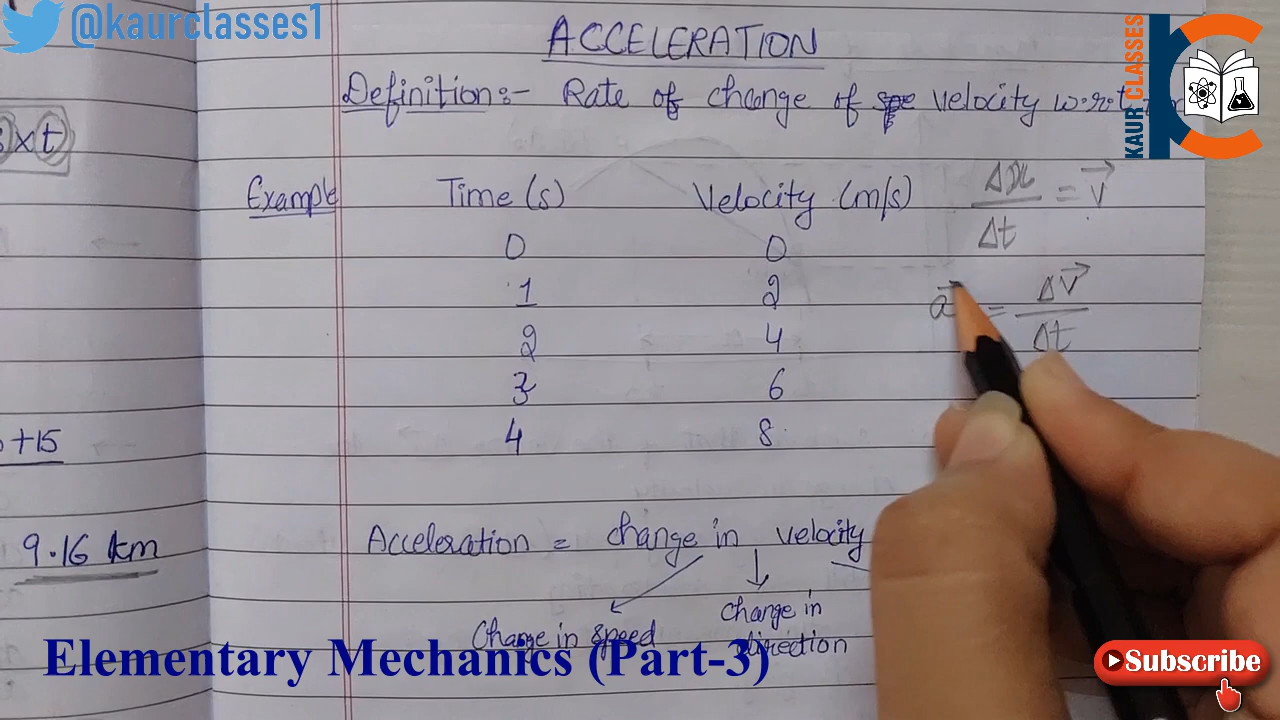 @kaurclasses1
KAUR CLASSES
ACCELERATION
Definition:- Rate of change of velocity w.r.t.
s x t
Example Time (s) Velocity (m/s) Δx/Δt = v⃗
0 0
1 2 a⃗ = Δv⃗/Δt
2 4
3 6
4 8
+15
9.16 km
Acceleration = change in velocity
Change in speed
Change in direction
Elementary Mechanics (Part-3)
Subscribe